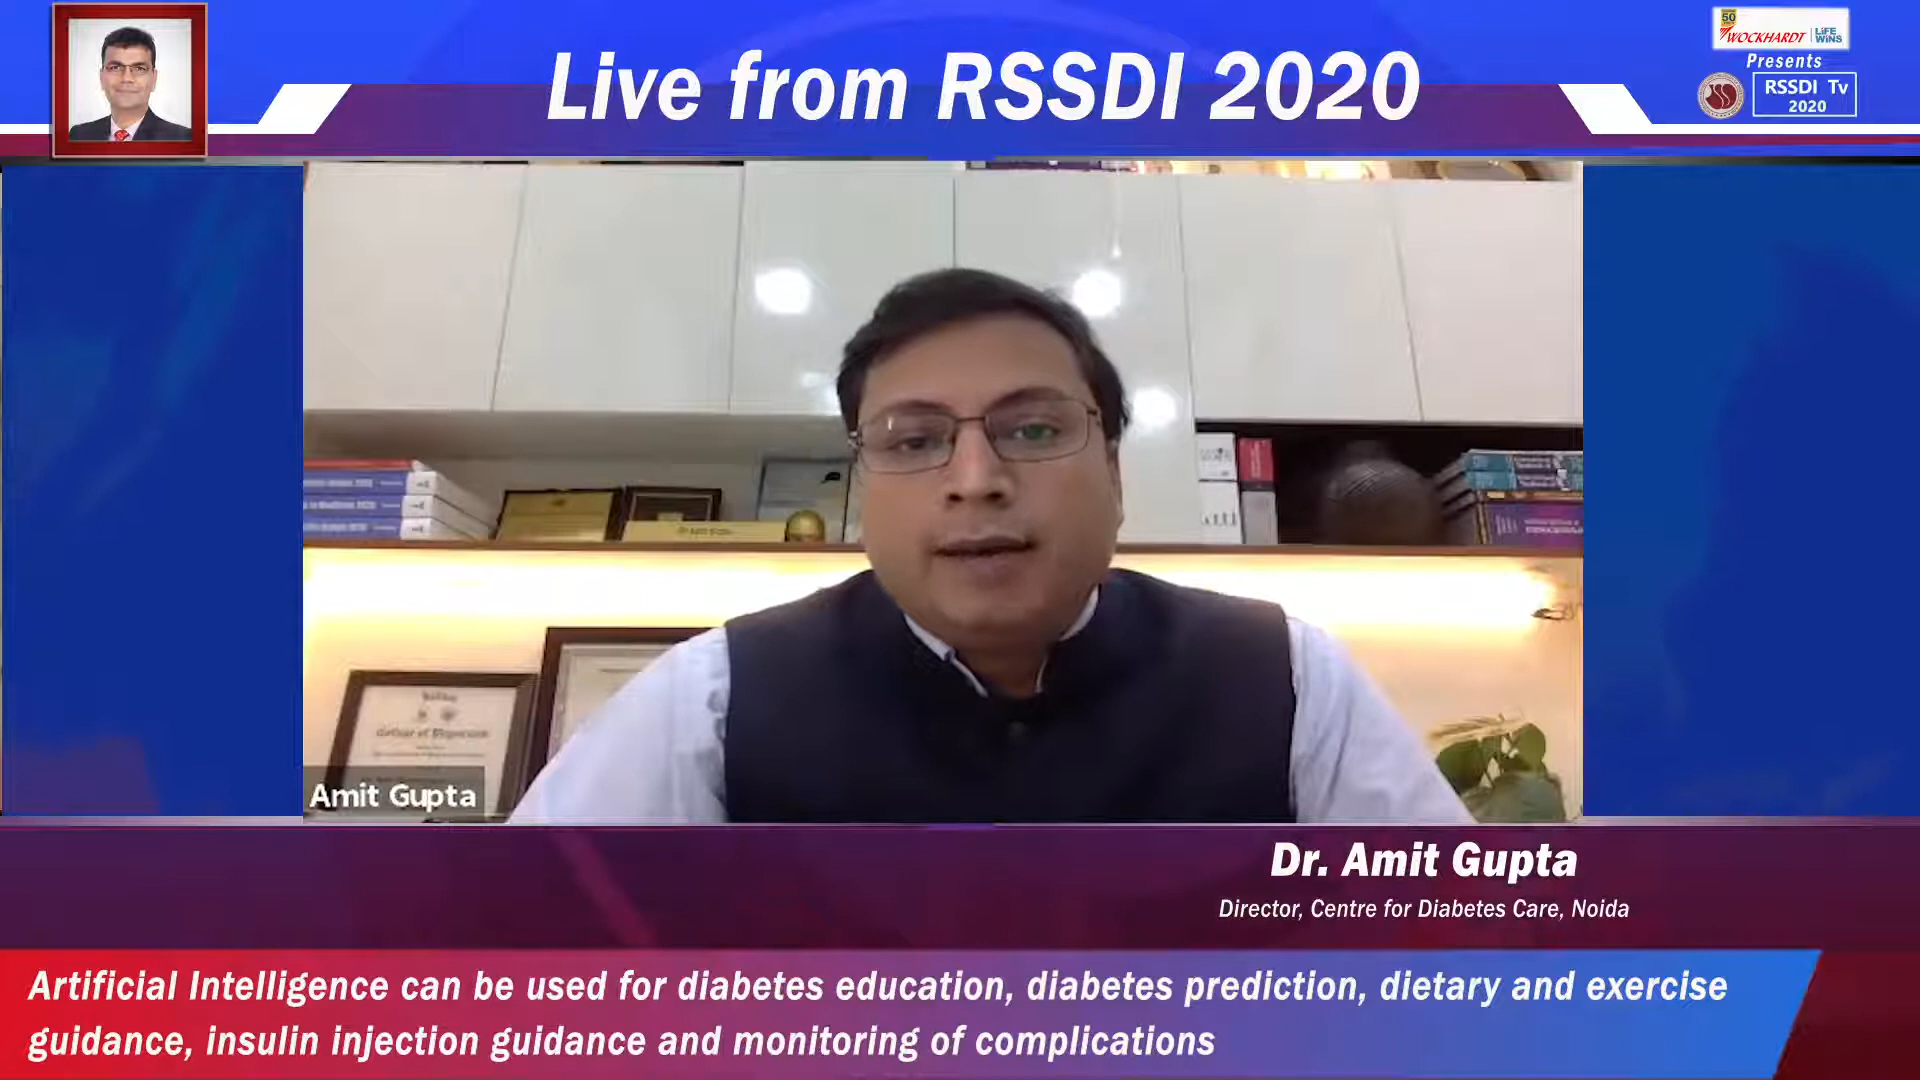 Live from RSSDI 2020
50
WOCKHARDT
LiFE
WiNS
Presents
RSSDI Tv
2020
Amit Gupta
Dr. Amit Gupta
Director, Centre for Diabetes Care, Noida
Artificial Intelligence can be used for diabetes education, diabetes prediction, dietary and exercise
guidance, insulin injection guidance and monitoring of complications